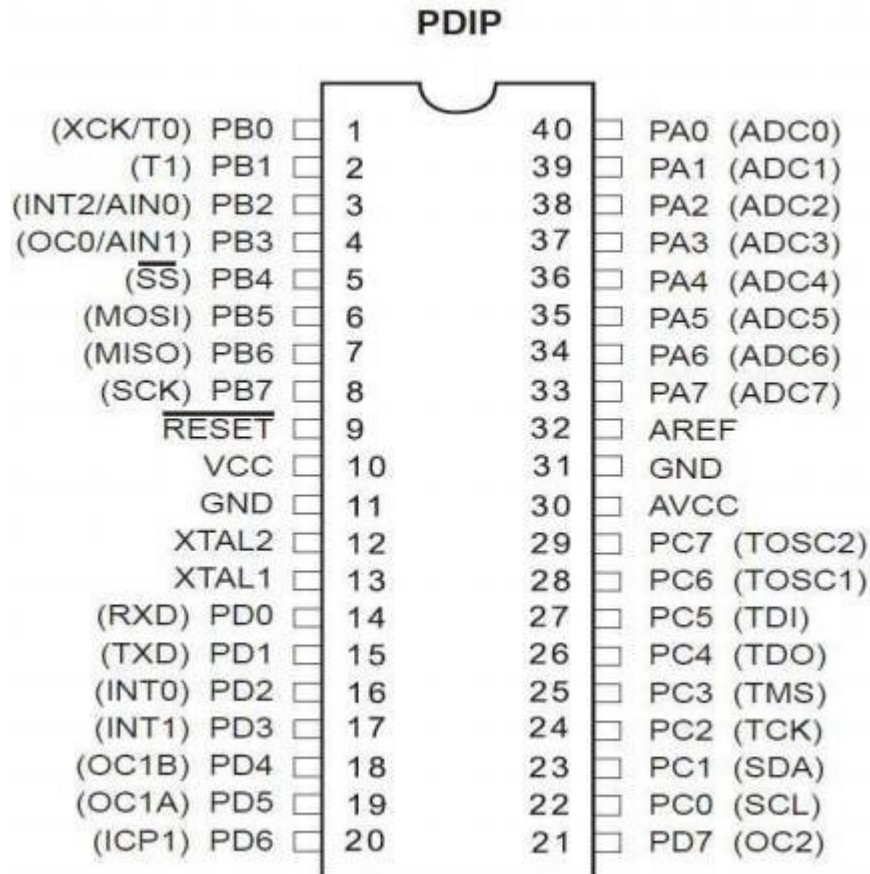 PDIP
(XCK/T0) PB0 1 40 PA0 (ADC0)
(T1) PB1 2 39 PA1 (ADC1)
(INT2/AIN0) PB2 3 38 PA2 (ADC2)
(OC0/AIN1) PB3 4 37 PA3 (ADC3)
(SS) PB4 5 36 PA4 (ADC4)
(MOSI) PB5 6 35 PA5 (ADC5)
(MISO) PB6 7 34 PA6 (ADC6)
(SCK) PB7 8 33 PA7 (ADC7)
RESET 9 32 AREF
VCC 10 31 GND
GND 11 30 AVCC
XTAL2 12 29 PC7 (TOSC2)
XTAL1 13 28 PC6 (TOSC1)
(RXD) PD0 14 27 PC5 (TDI)
(TXD) PD1 15 26 PC4 (TDO)
(INT0) PD2 16 25 PC3 (TMS)
(INT1) PD3 17 24 PC2 (TCK)
(OC1B) PD4 18 23 PC1 (SDA)
(OC1A) PD5 19 22 PC0 (SCL)
(ICP1) PD6 20 21 PD7 (OC2)